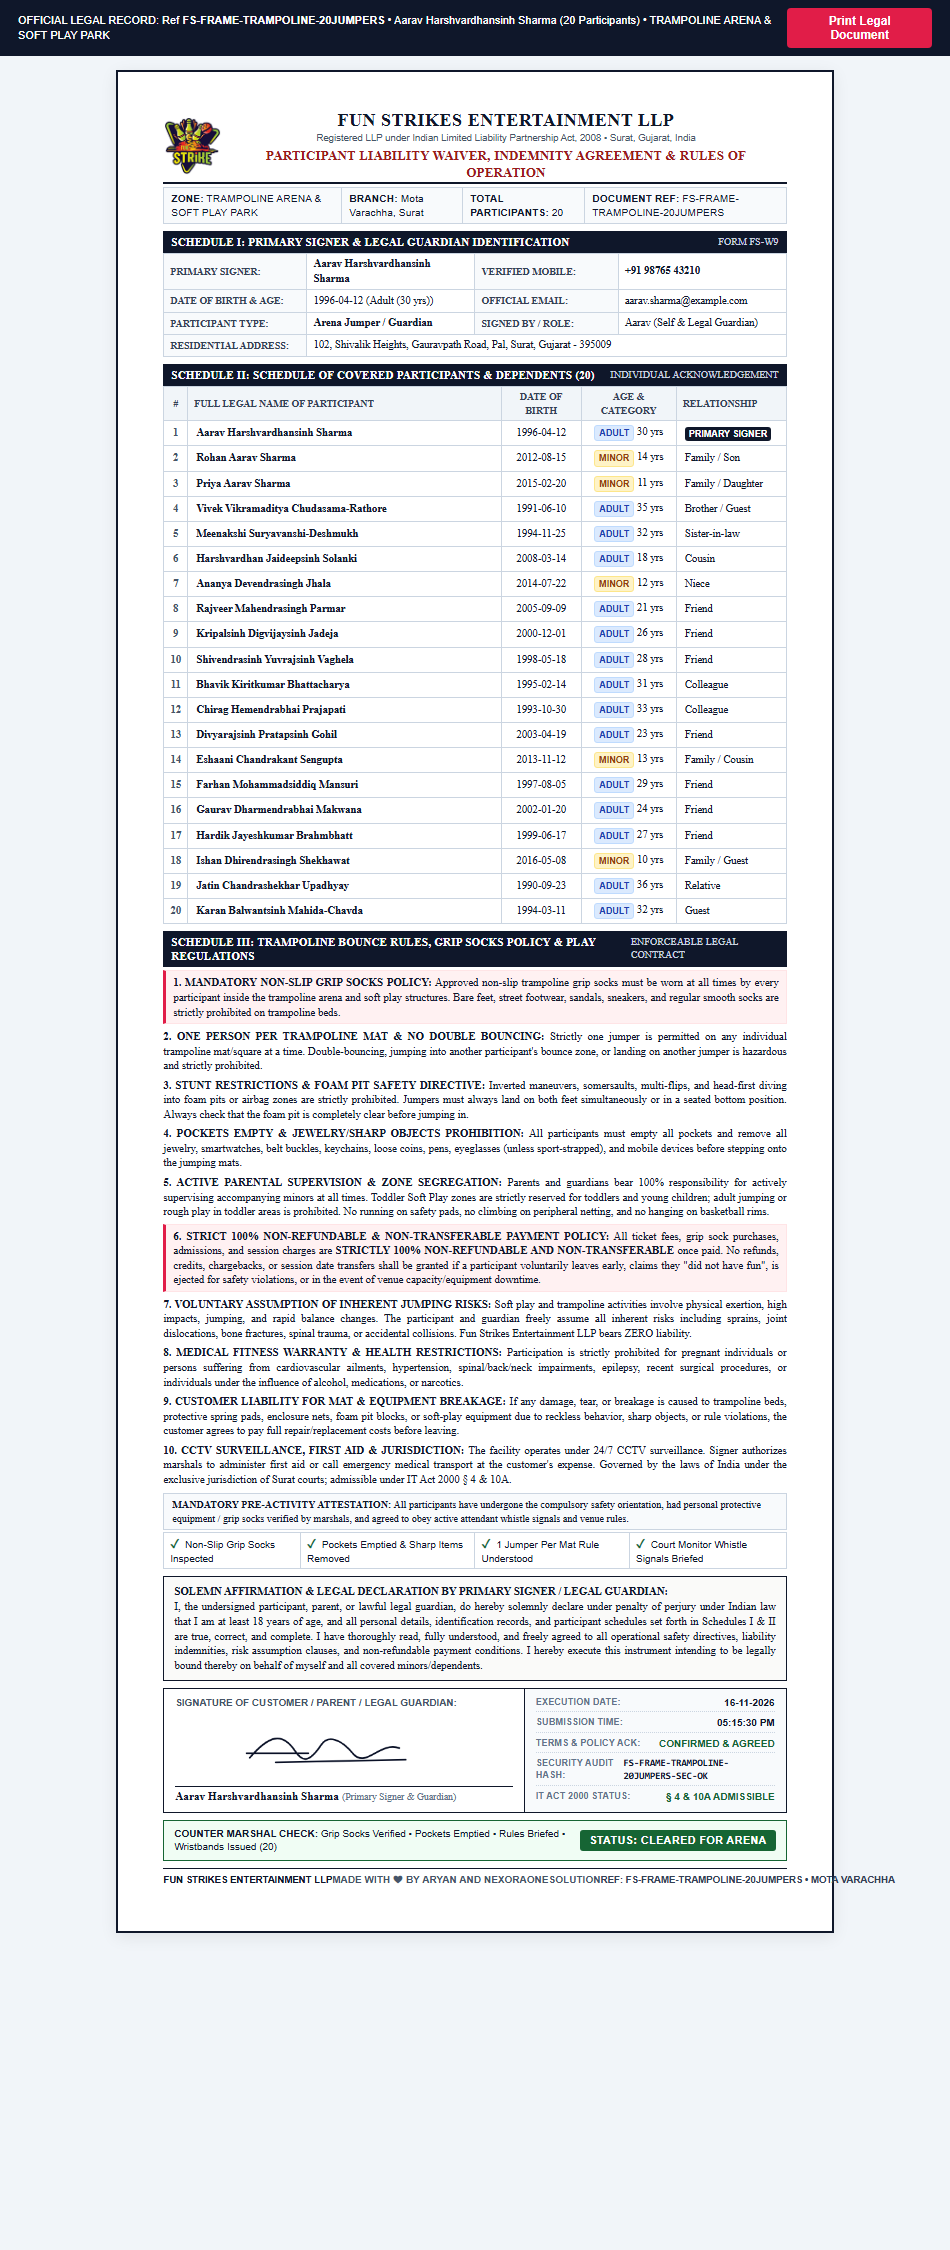 OFFICIAL LEGAL RECORD: Ref FS-FRAME-TRAMPOLINE-20JUMPERS • Aarav Harshvardhansinh Sharma (20 Participants) • TRAMPOLINE ARENA &
SOFT PLAY PARK
Print Legal
Document
STRIKE
FUN STRIKES ENTERTAINMENT LLP
Registered LLP under Indian Limited Liability Partnership Act, 2008 • Surat, Gujarat, India
PARTICIPANT LIABILITY WAIVER, INDEMNITY AGREEMENT & RULES OF
OPERATION
ZONE: TRAMPOLINE ARENA & BRANCH: Mota TOTAL DOCUMENT REF: FS-FRAME-
SOFT PLAY PARK Varachha, Surat PARTICIPANTS: 20 TRAMPOLINE-20JUMPERS
SCHEDULE I: PRIMARY SIGNER & LEGAL GUARDIAN IDENTIFICATION FORM FS-W9
PRIMARY SIGNER: Aarav Harshvardhansinh
Sharma VERIFIED MOBILE: +91 98765 43210
DATE OF BIRTH & AGE: 1996-04-12 (Adult (30 yrs)) OFFICIAL EMAIL: aarav.sharma@example.com
PARTICIPANT TYPE: Arena Jumper / Guardian SIGNED BY / ROLE: Aarav (Self & Legal Guardian)
RESIDENTIAL ADDRESS: 102, Shivalik Heights, Gauravpath Road, Pal, Surat, Gujarat - 395009
SCHEDULE II: SCHEDULE OF COVERED PARTICIPANTS & DEPENDENTS (20) INDIVIDUAL ACKNOWLEDGEMENT
# FULL LEGAL NAME OF PARTICIPANT DATE OF BIRTH AGE & CATEGORY RELATIONSHIP
1 Aarav Harshvardhansinh Sharma 1996-04-12 ADULT 30 yrs PRIMARY SIGNER
2 Rohan Aarav Sharma 2012-08-15 MINOR 14 yrs Family / Son
3 Priya Aarav Sharma 2015-02-20 MINOR 11 yrs Family / Daughter
4 Vivek Vikramaditya Chudasama-Rathore 1991-06-10 ADULT 35 yrs Brother / Guest
5 Meenakshi Suryavanshi-Deshmukh 1994-11-25 ADULT 32 yrs Sister-in-law
6 Harshvardhan Jaideepsinh Solanki 2008-03-14 ADULT 18 yrs Cousin
7 Ananya Devendrasingh Jhala 2014-07-22 MINOR 12 yrs Niece
8 Rajveer Mahendrasingh Parmar 2005-09-09 ADULT 21 yrs Friend
9 Kripalsinh Digvijaysinh Jadeja 2000-12-01 ADULT 26 yrs Friend
10 Shivendrasinh Yuvrajsinh Vaghela 1998-05-18 ADULT 28 yrs Friend
11 Bhavik Kiritkumar Bhattacharya 1995-02-14 ADULT 31 yrs Colleague
12 Chirag Hemendrabhai Prajapati 1993-10-30 ADULT 33 yrs Colleague
13 Divyarajsinh Pratapsinh Gohil 2003-04-19 ADULT 23 yrs Friend
14 Eshaani Chandrakant Sengupta 2013-11-12 MINOR 13 yrs Family / Cousin
15 Farhan Mohammadsiddiq Mansuri 1997-08-05 ADULT 29 yrs Friend
16 Gaurav Dharmendrabhai Makwana 2002-01-20 ADULT 24 yrs Friend
17 Hardik Jayeshkumar Brahmbhatt 1999-06-17 ADULT 27 yrs Friend
18 Ishan Dhirendrasingh Shekhawat 2016-05-08 MINOR 10 yrs Family / Guest
19 Jatin Chandrashekhar Upadhyay 1990-09-23 ADULT 36 yrs Relative
20 Karan Balwantsinh Mahida-Chavda 1994-03-11 ADULT 32 yrs Guest
SCHEDULE III: TRAMPOLINE BOUNCE RULES, GRIP SOCKS POLICY & PLAY
REGULATIONS
ENFORCEABLE LEGAL
CONTRACT
1. MANDATORY NON-SLIP GRIP SOCKS POLICY: Approved non-slip trampoline grip socks must be worn at all times by every
participant inside the trampoline arena and soft play structures. Bare feet, street footwear, sandals, sneakers, and regular smooth socks are
strictly prohibited on trampoline beds.
2. ONE PERSON PER TRAMPOLINE MAT & NO DOUBLE BOUNCING: Strictly one jumper is permitted on any individual
trampoline mat/square at a time. Double-bouncing, jumping into another participant's bounce zone, or landing on another jumper is hazardous
and strictly prohibited.
3. STUNT RESTRICTIONS & FOAM PIT SAFETY DIRECTIVE: Inverted maneuvers, somersaults, multi-flips, and head-first diving
into foam pits or airbag zones are strictly prohibited. Jumpers must always land on both feet simultaneously or in a seated bottom position.
Always check that the foam pit is completely clear before jumping in.
4. POCKETS EMPTY & JEWELRY/SHARP OBJECTS PROHIBITION: All participants must empty all pockets and remove all
jewelry, smartwatches, belt buckles, keychains, loose coins, pens, eyeglasses (unless sport-strapped), and mobile devices before stepping onto
the jumping mats.
5. ACTIVE PARENTAL SUPERVISION & ZONE SEGREGATION: Parents and guardians bear 100% responsibility for actively
supervising accompanying minors at all times. Toddler Soft Play zones are strictly reserved for toddlers and young children; adult jumping or
rough play in toddler areas is prohibited. No running on safety pads, no climbing on peripheral netting, and no hanging on basketball rims.
6. STRICT 100% NON-REFUNDABLE & NON-TRANSFERABLE PAYMENT POLICY: All ticket fees, grip sock purchases,
admissions, and session charges are STRICTLY 100% NON-REFUNDABLE AND NON-TRANSFERABLE once paid. No refunds,
credits, chargebacks, or session date transfers shall be granted if a participant voluntarily leaves early, claims they "did not have fun", is
ejected for safety violations, or in the event of venue capacity/equipment downtime.
7. VOLUNTARY ASSUMPTION OF INHERENT JUMPING RISKS: Soft play and trampoline activities involve physical exertion, high
impacts, jumping, and rapid balance changes. The participant and guardian freely assume all inherent risks including sprains, joint
dislocations, bone fractures, spinal trauma, or accidental collisions. Fun Strikes Entertainment LLP bears ZERO liability.
8. MEDICAL FITNESS WARRANTY & HEALTH RESTRICTIONS: Participation is strictly prohibited for pregnant individuals or
persons suffering from cardiovascular ailments, hypertension, spinal/back/neck impairments, epilepsy, recent surgical procedures, or
individuals under the influence of alcohol, medications, or narcotics.
9. CUSTOMER LIABILITY FOR MAT & EQUIPMENT BREAKAGE: If any damage, tear, or breakage is caused to trampoline beds,
protective spring pads, enclosure nets, foam pit blocks, or soft-play equipment due to reckless behavior, sharp objects, or rule violations, the
customer agrees to pay full repair/replacement costs before leaving.
10. CCTV SURVEILLANCE, FIRST AID & JURISDICTION: The facility operates under 24/7 CCTV surveillance. Signer authorizes
marshals to administer first aid or call emergency medical transport at the customer's expense. Governed by the laws of India under the
exclusive jurisdiction of Surat courts; admissible under IT Act 2000 § 4 & 10A.
MANDATORY PRE-ACTIVITY ATTESTATION: All participants have undergone the compulsory safety orientation, had personal protective
equipment / grip socks verified by marshals, and agreed to obey active attendant whistle signals and venue rules.
✓ Non-Slip Grip Socks ✓ Pockets Emptied & Sharp Items ✓ 1 Jumper Per Mat Rule ✓ Court Monitor Whistle
Inspected Removed Understood Signals Briefed
SOLEMN AFFIRMATION & LEGAL DECLARATION BY PRIMARY SIGNER / LEGAL GUARDIAN:
I, the undersigned participant, parent, or lawful legal guardian, do hereby solemnly declare under penalty of perjury under Indian law
that I am at least 18 years of age, and all personal details, identification records, and participant schedules set forth in Schedules I & II
are true, correct, and complete. I have thoroughly read, fully understood, and freely agreed to all operational safety directives, liability
indemnities, risk assumption clauses, and non-refundable payment conditions. I hereby execute this instrument intending to be legally
bound thereby on behalf of myself and all covered minors/dependents.
SIGNATURE OF CUSTOMER / PARENT / LEGAL GUARDIAN:
Aarav Harshvardhansinh Sharma (Primary Signer & Guardian)
EXECUTION DATE: 16-11-2026
SUBMISSION TIME: 05:15:30 PM
TERMS & POLICY ACK: CONFIRMED & AGREED
SECURITY AUDIT FS-FRAME-TRAMPOLINE-
HASH: 20JUMPERS-SEC-OK
IT ACT 2000 STATUS: § 4 & 10A ADMISSIBLE
COUNTER MARSHAL CHECK: Grip Socks Verified • Pockets Emptied • Rules Briefed •
Wristbands Issued (20)
STATUS: CLEARED FOR ARENA
FUN STRIKES ENTERTAINMENT LLPMADE WITH ❤ BY ARYAN AND NEXORAONESOLUTIONREF: FS-FRAME-TRAMPOLINE-20JUMPERS • MOTA VARACHHA